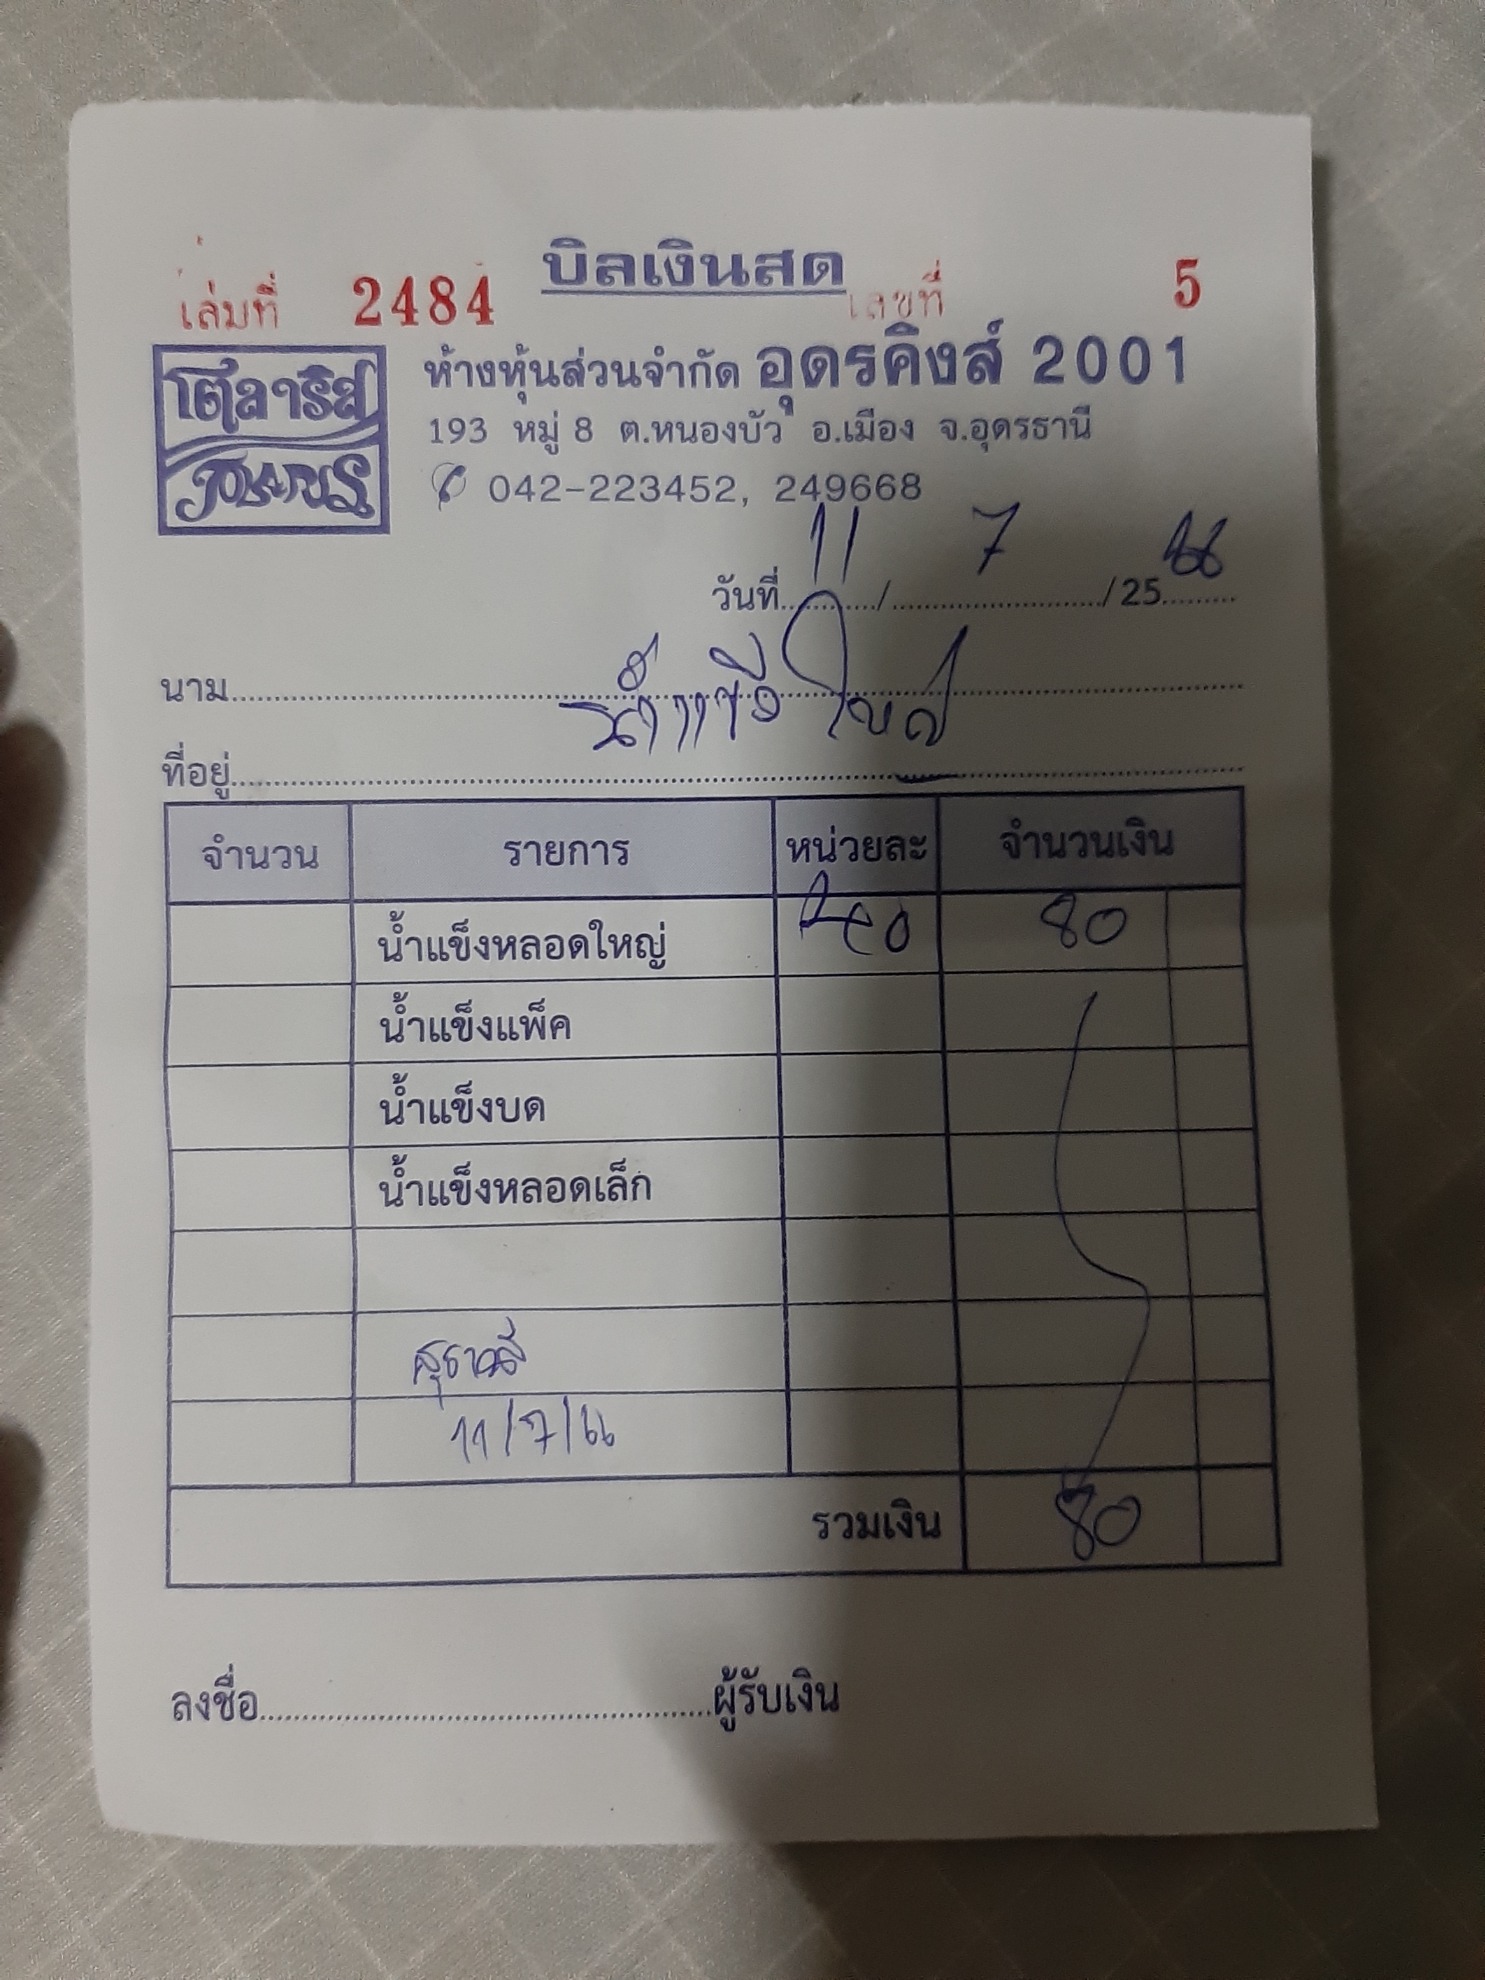 บิลเงินสด
เล่มที่ 2484 เลขที่ 5
โตลาริส
ห้างหุ้นส่วนจำกัด อุดรคิงส์ 2001
193 หมู่ 8 ต.หนองบัว อ.เมือง จ.อุดรธานี
042-223452, 249668
วันที่ 11 / 7 / 25
นาม
ที่อยู่
จำนวน รายการ หน่วยละ จำนวนเงิน
น้ำแข็งหลอดใหญ่ 80
น้ำแข็งแพ็ค
น้ำแข็งบด
น้ำแข็งหลอดเล็ก
รวมเงิน 80
ลงชื่อ ผู้รับเงิน